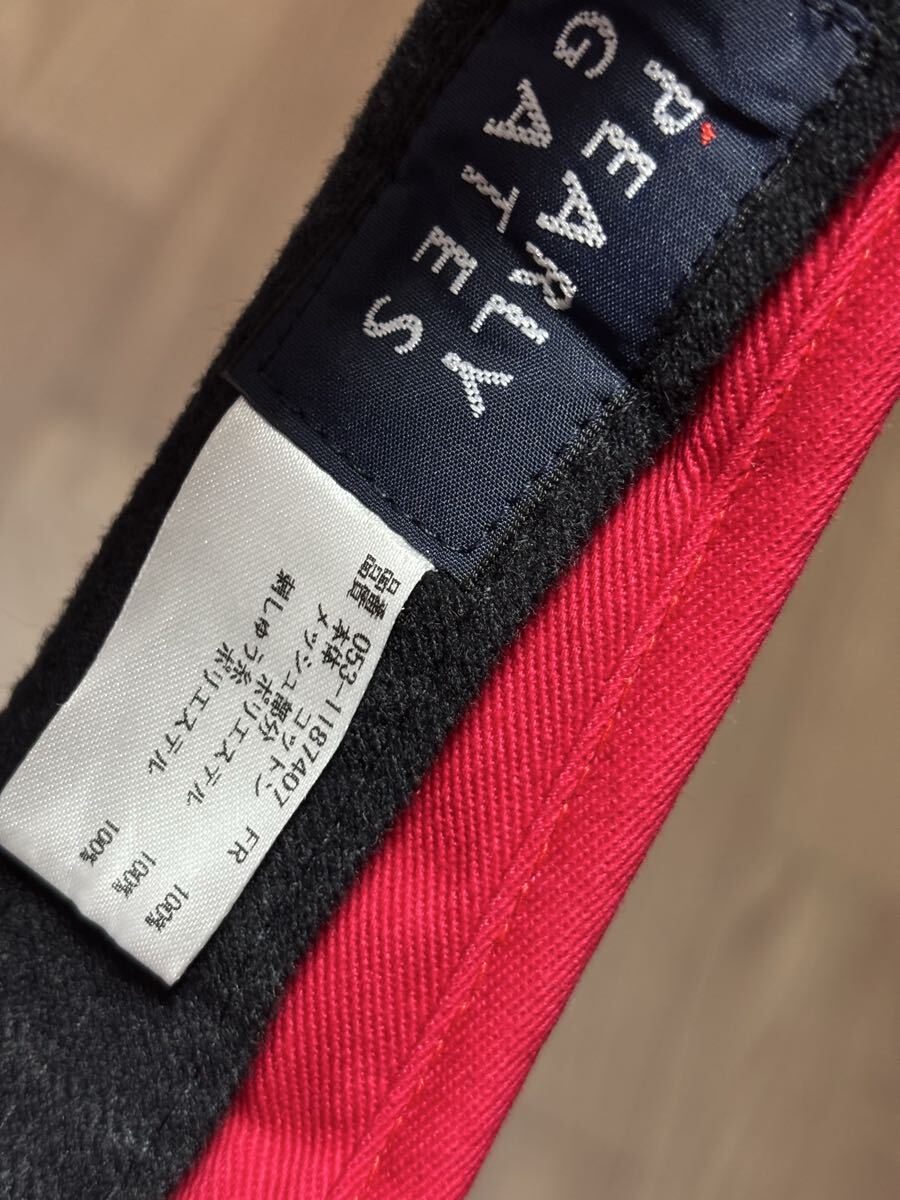 PEARLY
GATES
品番 053-1187407 FR
品質 本体 コットン 100%
メッシュ部分 ポリエステル 100%
刺しゅう糸 ポリエステル 100%